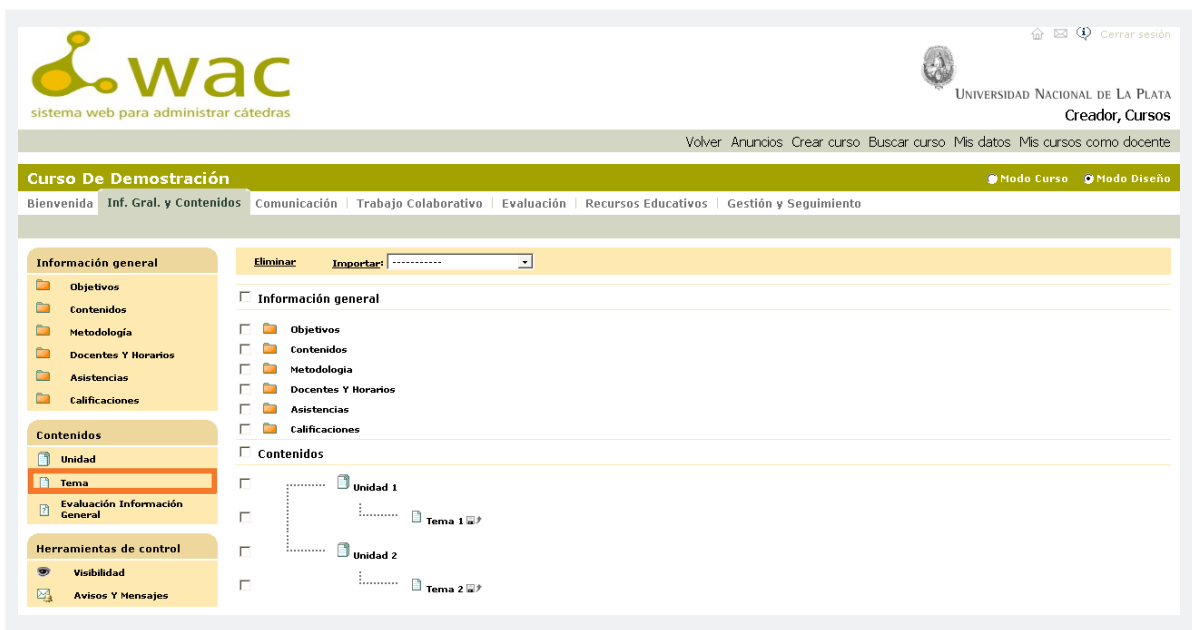 Cerrar sesión
wac
sistema web para administrar cátedras
UNIVERSIDAD NACIONAL DE LA PLATA
Creador, Cursos
Volver Anuncios Crear curso Buscar curso Mis datos Mis cursos como docente
Curso De Demostración
Modo Curso Modo Diseño
Bienvenida Inf. Gral. y Contenidos Comunicación | Trabajo Colaborativo | Evaluación | Recursos Educativos | Gestión y Seguimiento
Información general
Objetivos
Contenidos
Metodología
Docentes Y Horarios
Asistencias
Calificaciones
Contenidos
Unidad
Tema
Evaluación Información
General
Herramientas de control
Visibilidad
Avisos Y Mensajes
Eliminar Importar: -----------
Información general
Objetivos
Contenidos
Metodología
Docentes Y Horarios
Asistencias
Calificaciones
Contenidos
Unidad 1
Tema 1
Unidad 2
Tema 2